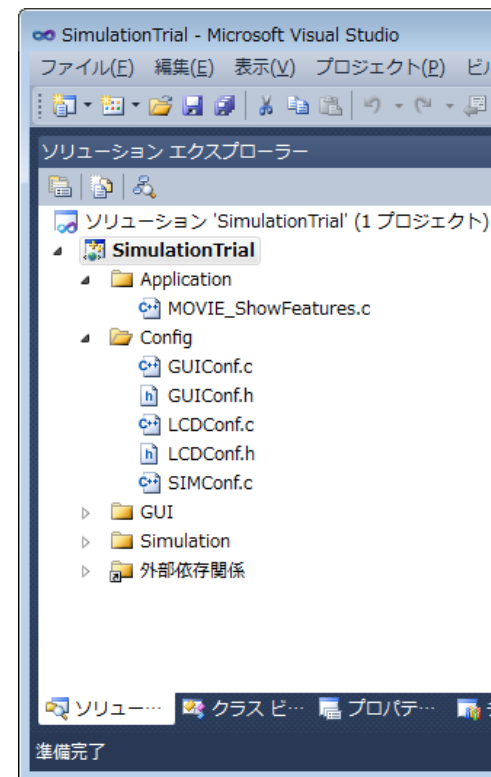 SimulationTrial - Microsoft Visual Studio
ファイル(F) 編集(E) 表示(V) プロジェクト(P)
ソリューション エクスプローラー
ソリューション 'SimulationTrial' (1 プロジェクト)
SimulationTrial
Application
MOVIE_ShowFeatures.c
Config
GUIConf.c
GUIConf.h
LCDConf.c
LCDConf.h
SIMConf.c
GUI
Simulation
外部依存関係
ソリュー… クラス ビ… プロパテ…
準備完了